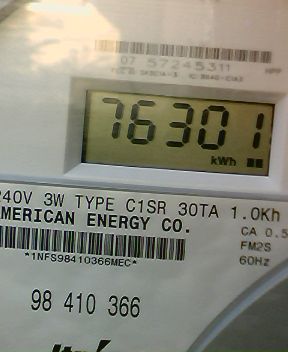 07 57245311
76301
kWh
240V 3W TYPE C1SR 30TA 1.0Kh
AMERICAN ENERGY CO.
CA 0.5
FM2S
60Hz
*1NFS98410366MEC*
98 410 366